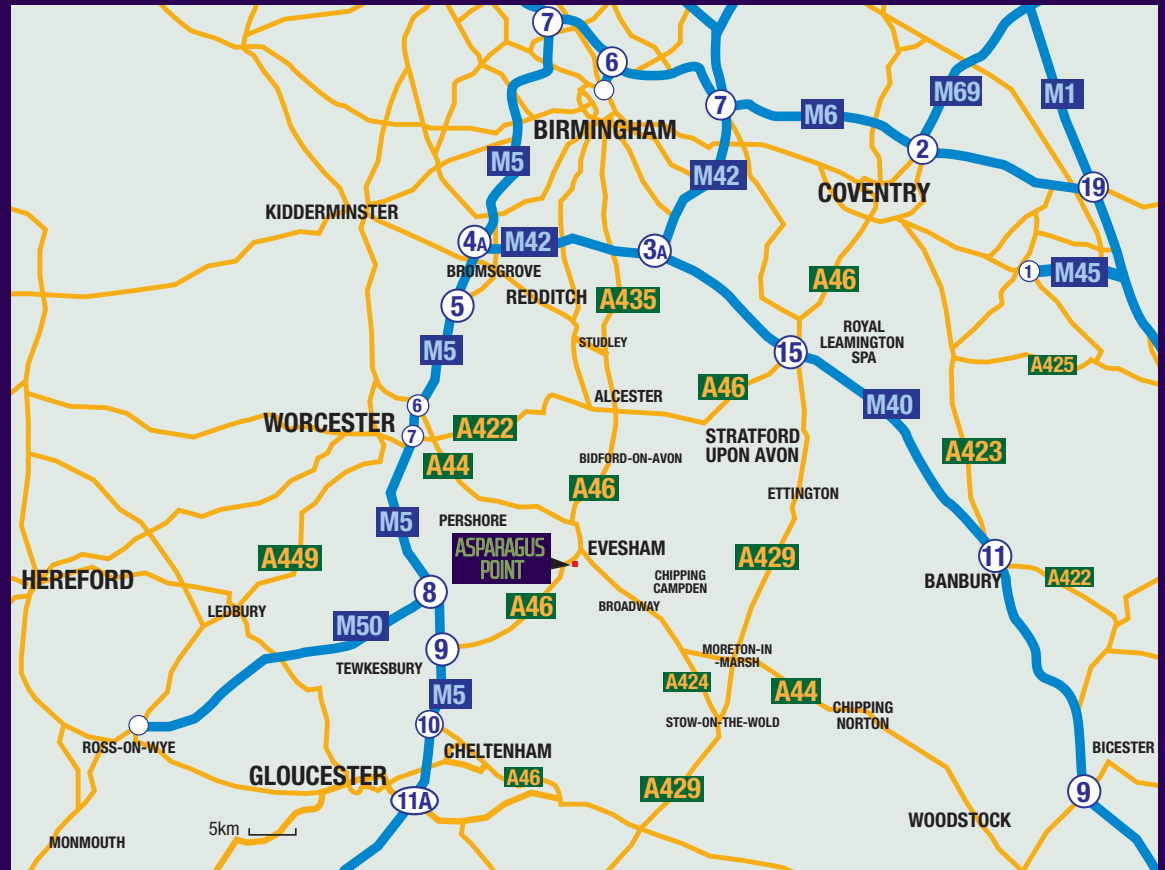 7
6
M69
M1
7
M6
BIRMINGHAM
2
M5
M42
19
COVENTRY
KIDDERMINSTER
4A
M42
3A
BROMSGROVE
1
M45
A46
REDDITCH
A435
5
ROYAL
LEAMINGTON
SPA
STUDLEY
M5
15
A425
A46
ALCESTER
M40
6
WORCESTER
7
A422
STRATFORD
UPON AVON
A423
A44
BIDFORD-ON-AVON
A46
ETTINGTON
M5
PERSHORE
ASPARAGUS
POINT
EVESHAM
A449
A429
11
HEREFORD
BANBURY
A422
CHIPPING
CAMPDEN
8
A46
BROADWAY
LEDBURY
M50
9
MORETON-IN
-MARSH
TEWKESBURY
A424
A44
M5
CHIPPING
NORTON
10
STOW-ON-THE-WOLD
ROSS-ON-WYE
CHELTENHAM
BICESTER
GLOUCESTER
A46
A429
9
11A
5km
WOODSTOCK
MONMOUTH